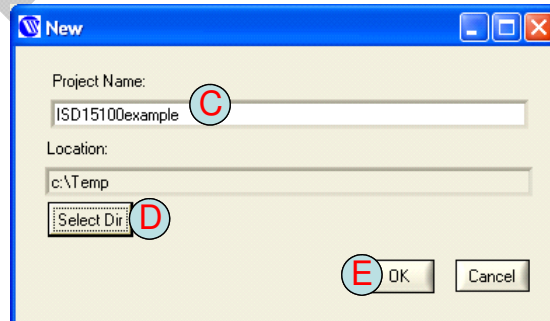 New
Project Name:
ISD15100example C
Location:
c:\Temp
Select Dir D
E OK Cancel